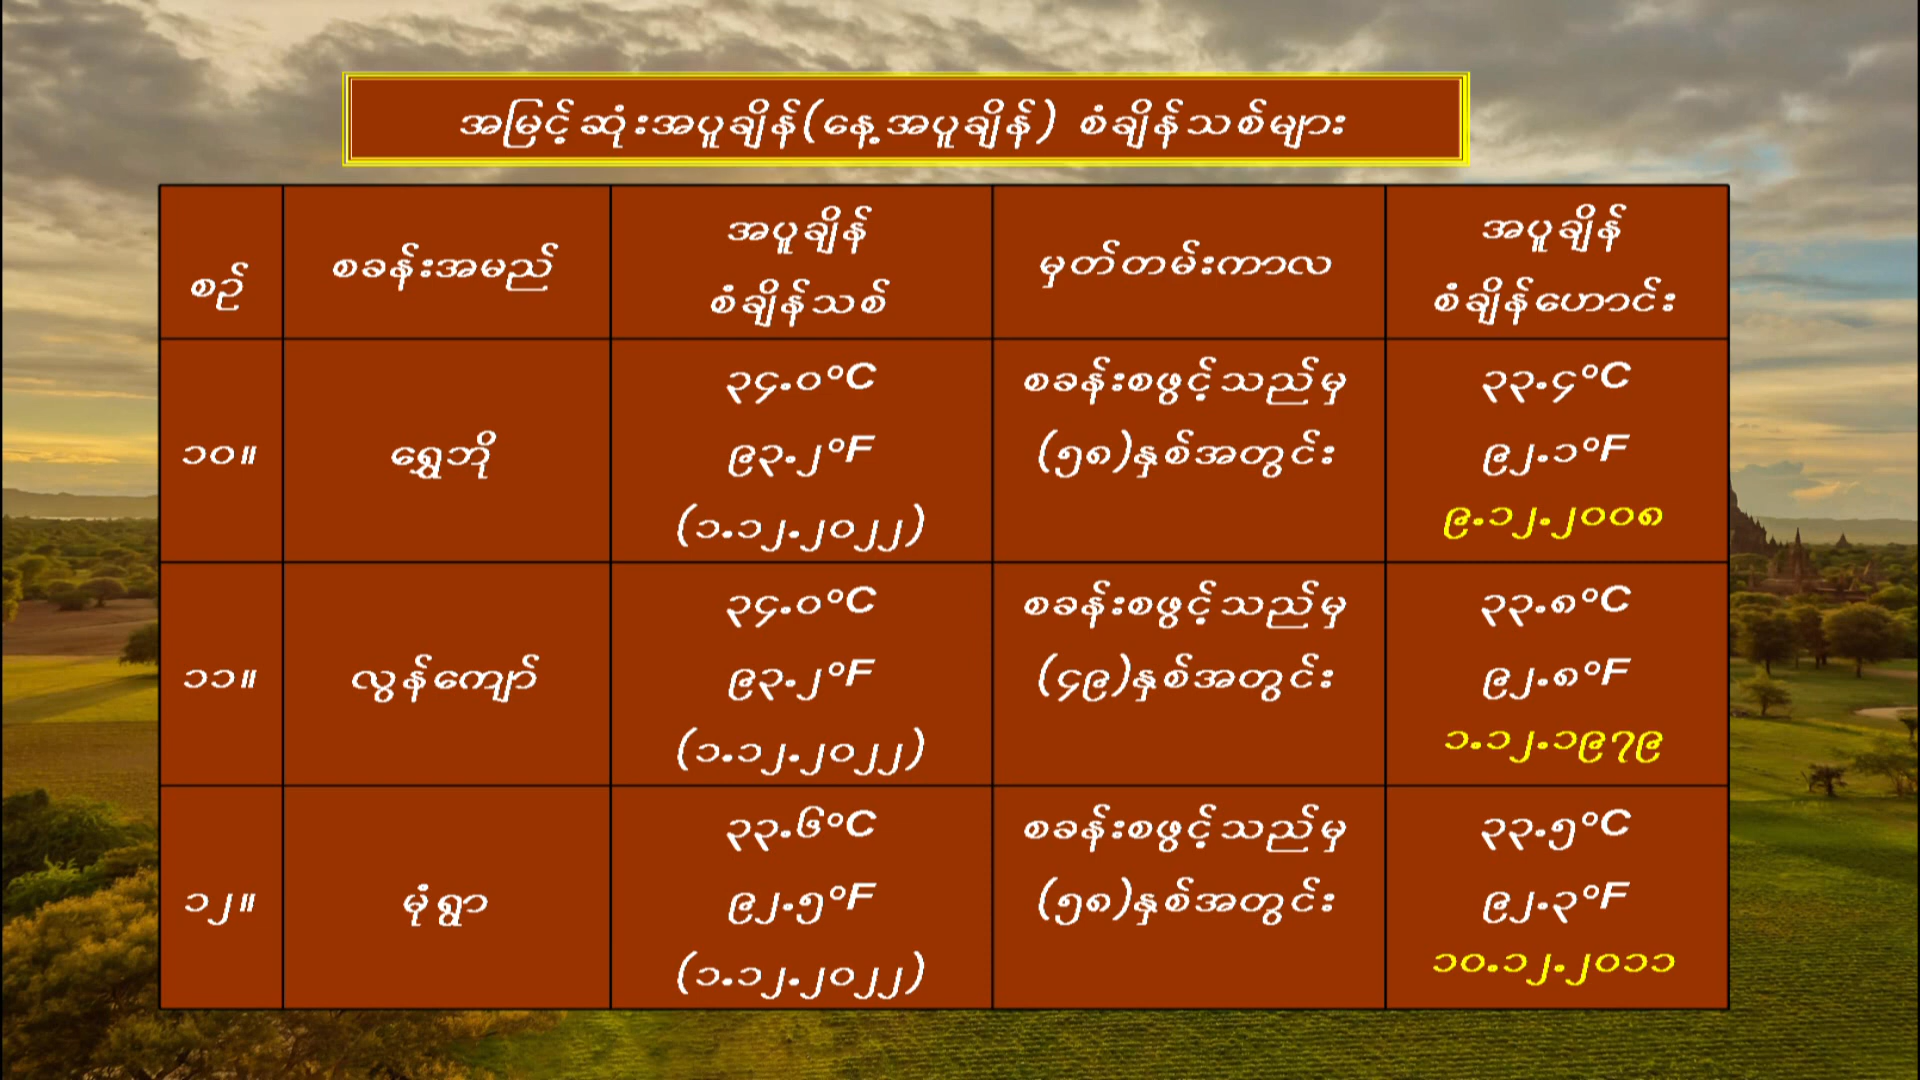 အမြင့်ဆုံးအပူချိန်(နေ့အပူချိန်) စံချိန်သစ်များ
စဉ်
စခန်းအမည်
အပူချိန်
စံချိန်သစ်
မှတ်တမ်းကာလ
အပူချိန်
စံချိန်ဟောင်း
၁၀။
ရွှေဘို
၃၄.၀°C
၉၃.၂°F
(၁.၁၂.၂၀၂၂)
စခန်းစဖွင့်သည်မှ
(၅၈)နှစ်အတွင်း
၃၃.၄°C
၉၂.၁°F
၉.၁၂.၂၀၀၈
၁၁။
လွန်ကျော်
၃၄.၀°C
၉၃.၂°F
(၁.၁၂.၂၀၂၂)
စခန်းစဖွင့်သည်မှ
(၄၉)နှစ်အတွင်း
၃၃.၈°C
၉၂.၈°F
၁.၁၂.၁၉၇၉
၁၂။
မုံရွာ
၃၃.၆°C
၉၂.၅°F
(၁.၁၂.၂၀၂၂)
စခန်းစဖွင့်သည်မှ
(၅၈)နှစ်အတွင်း
၃၃.၅°C
၉၂.၃°F
၁၀.၁၂.၂၀၁၁